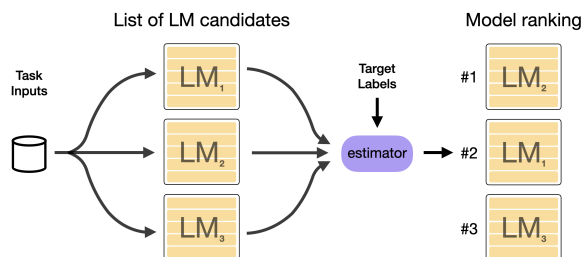 List of LM candidates
Model ranking
Task
Inputs
LM1
LM2
LM3
Target
Labels
estimator
#1 LM2
#2 LM1
#3 LM3